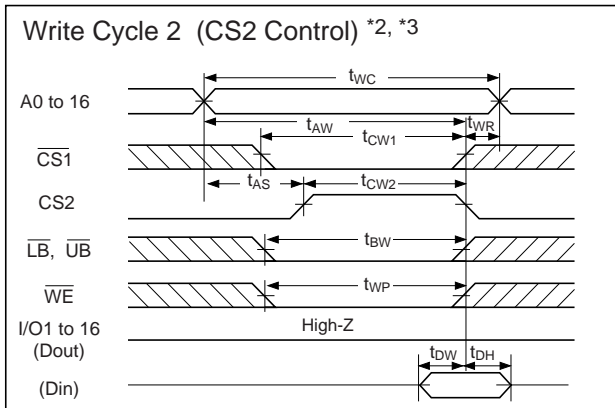 Write Cycle 2 (CS2 Control) *2, *3
tWC
A0 to 16
tAW
tWR
tCW1
CS1
tAS
tCW2
CS2
tBW
LB, UB
tWP
WE
I/O1 to 16
(Dout)
High-Z
tDW
tDH
(Din)